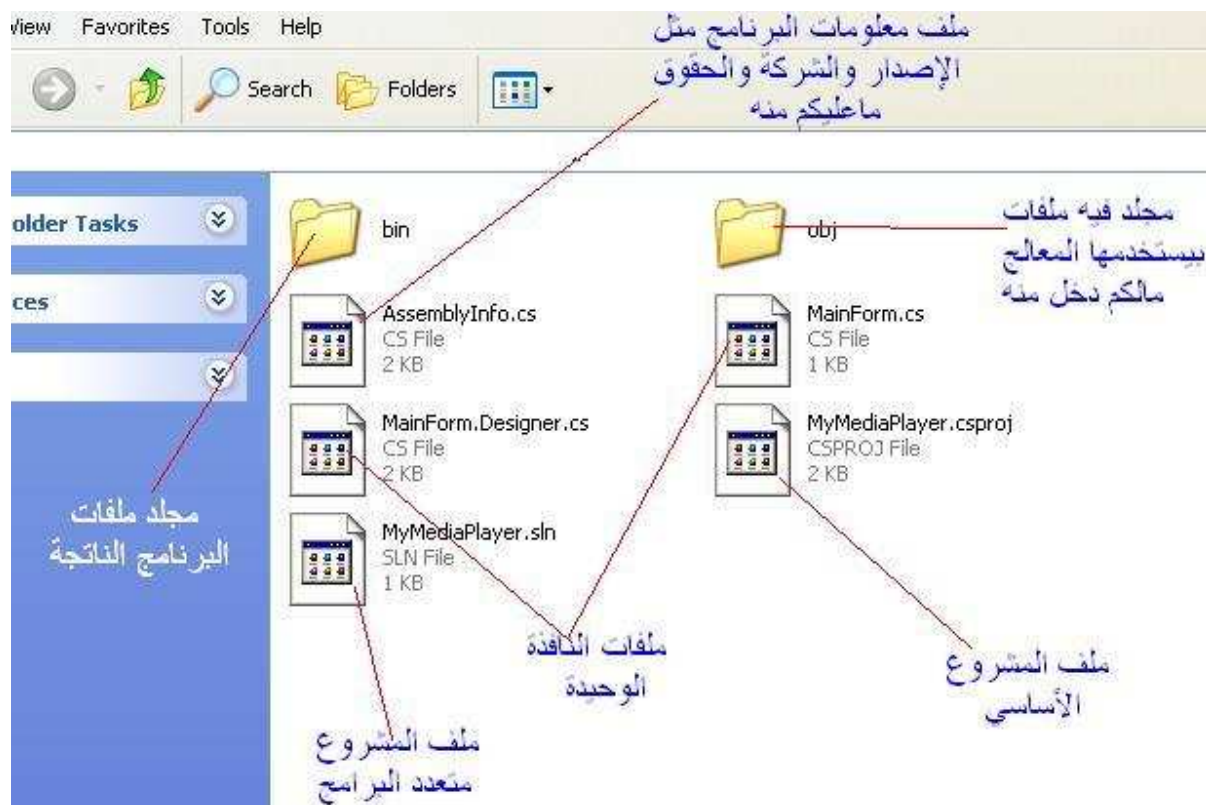 View Favorites Tools Help
Search Folders
ملف معلومات البرنامج مثل
الإصدار والشركة والحقوق
ماعليكم منه
older Tasks
ces
bin
obj
مجلد فيه ملفات
بيستخدمها المعالج
مالكم دخل منه
AssemblyInfo.cs
CS File
2 KB
MainForm.cs
CS File
1 KB
MainForm.Designer.cs
CS File
2 KB
MyMediaPlayer.csproj
CSPROJ File
2 KB
مجلد ملفات
البرنامج الناتجة
MyMediaPlayer.sln
SLN File
1 KB
ملفات النافذة
الوحيدة
ملف المشروع
الأساسي
ملف المشروع
متعدد البرامج